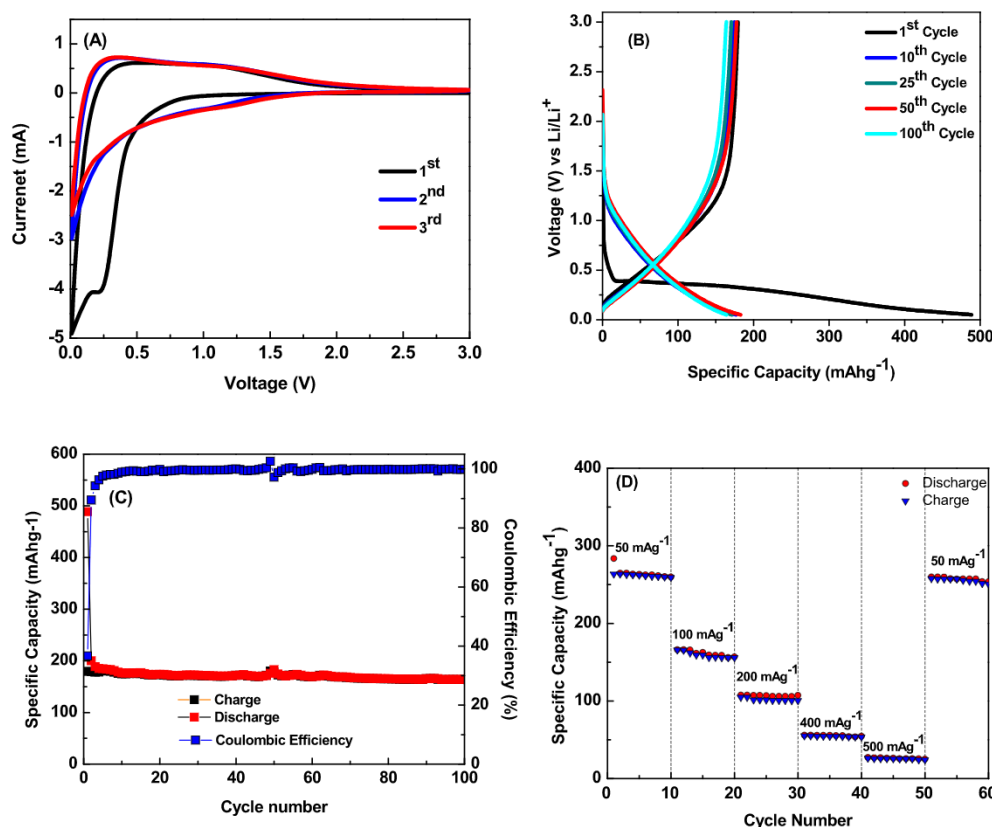 (A)
1
0
-1
-2
-3
-4
-5
Currenet (mA)
1st
2nd
3rd
0.0 0.5 1.0 1.5 2.0 2.5 3.0
Voltage (V)
(B)
3.0
2.5
2.0
1.5
1.0
0.5
0.0
Voltage (V) vs Li/Li+
1st Cycle
10th Cycle
25th Cycle
50th Cycle
100th Cycle
0 100 200 300 400 500
Specific Capacity (mAhg-1)
(C)
600
550
500
450
400
350
300
250
200
150
100
50
0
Specific Capacity (mAhg-1)
Charge
Discharge
Coulombic Efficiency
100
80
60
40
20
0
Coulombic Efficiency (%)
0 20 40 60 80 100
Cycle number
(D)
400
300
200
100
0
Specific Capacity (mAhg-1)
Discharge
Charge
50 mAg-1
100 mAg-1
200 mAg-1
400 mAg-1
500 mAg-1
50 mAg-1
0 10 20 30 40 50 60
Cycle Number